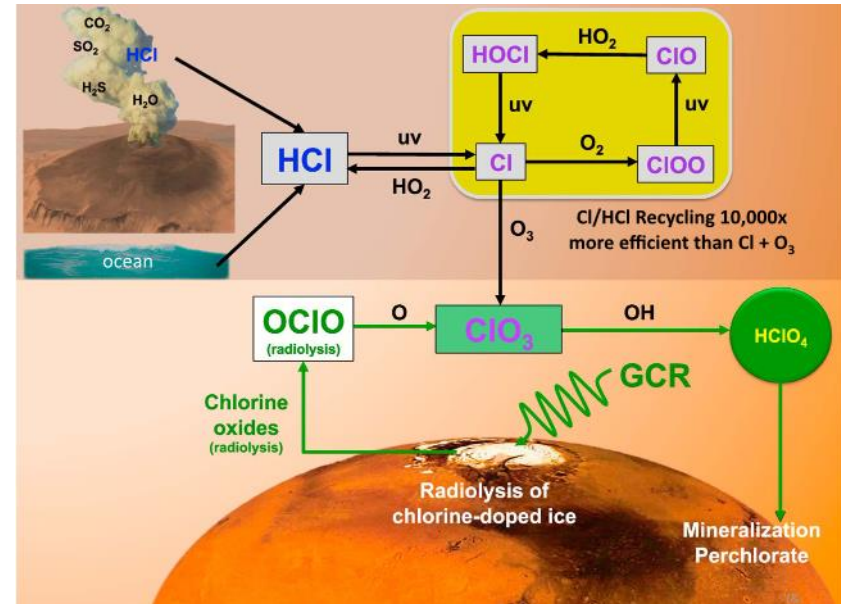 CO₂
SO₂
HCl
H₂S
H₂O
HO₂
HOCl
ClO
uv
uv
HCl
uv
Cl
O₂
ClOO
HO₂
Cl/HCl Recycling 10,000x
more efficient than Cl + O₃
O₃
ocean
OClO
(radiolysis)
O
ClO₃
OH
HClO₄
GCR
Chlorine
oxides
(radiolysis)
Radiolysis of
chlorine-doped ice
Mineralization
Perchlorate